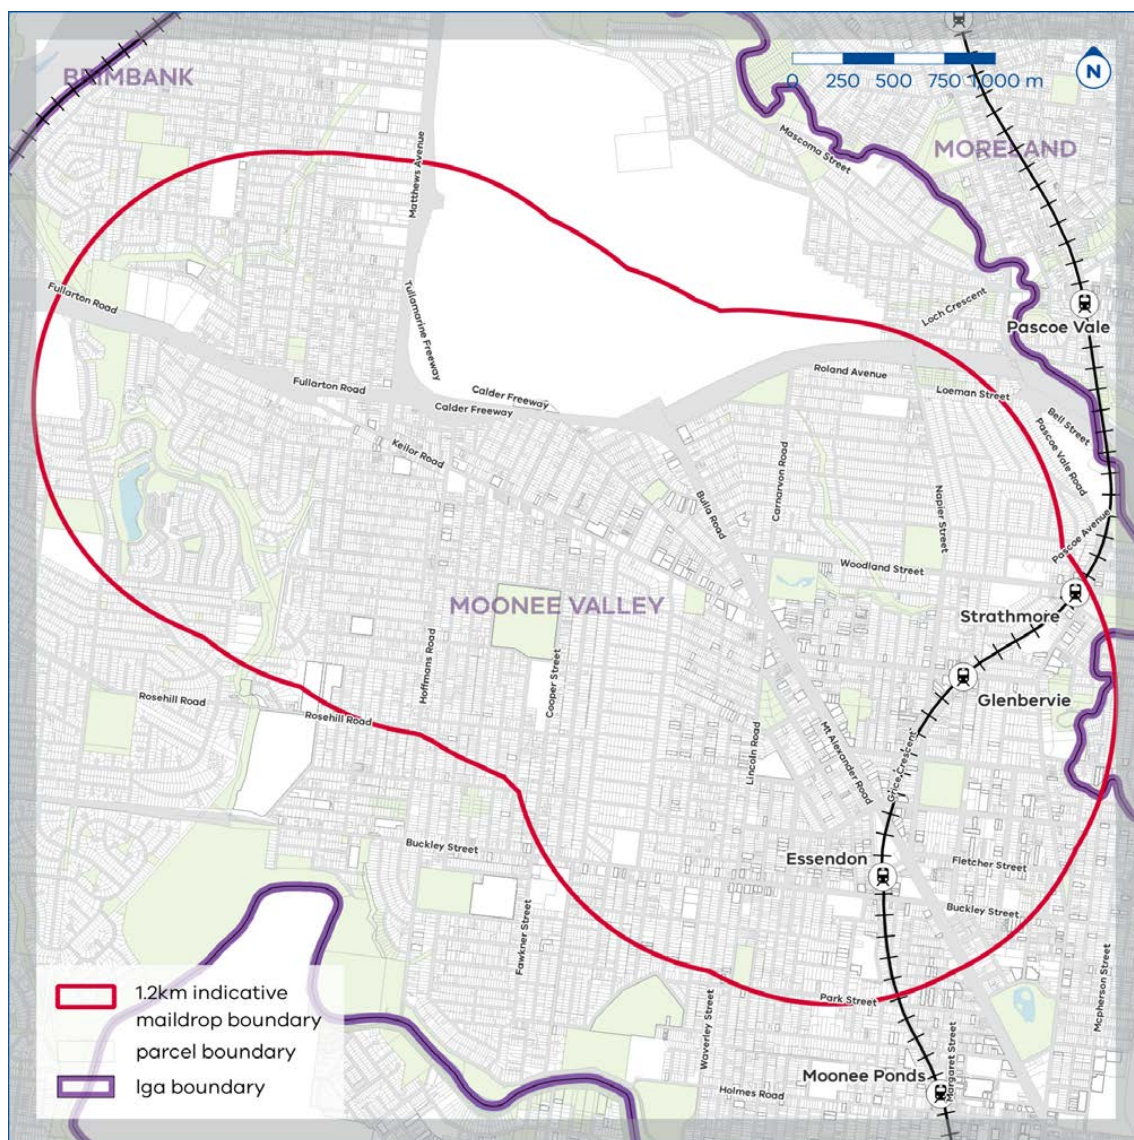 BRIMBANK
0 250 500 750 1,000 m
N
Mascoma Street
MORELAND
Matthews Avenue
Fullarton Road
Tullamarine Freeway
Loch Crescent
Pascoe Vale
Roland Avenue
Fullarton Road
Calder Freeway
Calder Freeway
Loeman Street
Bell Street
Keilor Road
Carnarvon Road
Pascoe Vale Road
Bulla Road
Napier Street
Pascoe Avenue
Woodland Street
MOONEE VALLEY
Strathmore
Hoffmans Road
Cooper Street
Glenbervie
Rosehill Road
Rosehill Road
Lincoln Road
Mt Alexander Road
Grice Crescent
Buckley Street
Essendon
Fletcher Street
Buckley Street
Fawkner Street
1.2km indicative
maildrop boundary
parcel boundary
lga boundary
Park Street
Waverley Street
Mcpherson Street
Margaret Street
Moonee Ponds
Holmes Road